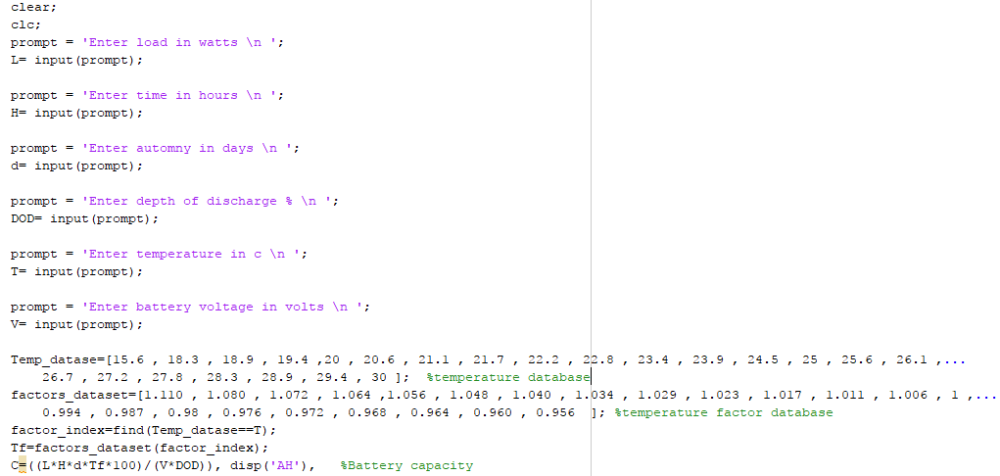 clear;
clc;
prompt = 'Enter load in watts \n ';
L= input(prompt);
prompt = 'Enter time in hours \n ';
H= input(prompt);
prompt = 'Enter automny in days \n ';
d= input(prompt);
prompt = 'Enter depth of discharge % \n ';
DOD= input(prompt);
prompt = 'Enter temperature in c \n ';
T= input(prompt);
prompt = 'Enter battery voltage in volts \n ';
V= input(prompt);
Temp_datase=[15.6 , 18.3 , 18.9 , 19.4 ,20 , 20.6 , 21.1 , 21.7 , 22.2 , 22.8 , 23.4 , 23.9 , 24.5 , 25 , 25.6 , 26.1 ,...
26.7 , 27.2 , 27.8 , 28.3 , 28.9 , 29.4 , 30 ];  %temperature database
factors_dataset=[1.110 , 1.080 , 1.072 , 1.064 ,1.056 , 1.048 , 1.040 , 1.034 , 1.029 , 1.023 , 1.017 , 1.011 , 1.006 , 1 ,...
0.994 , 0.987 , 0.98 , 0.976 , 0.972 , 0.968 , 0.964 , 0.960 , 0.956  ]; %temperature factor database
factor_index=find(Temp_datase==T);
Tf=factors_dataset(factor_index);
C=((L*H*d*Tf*100)/(V*DOD)), disp('AH'),   %Battery capacity